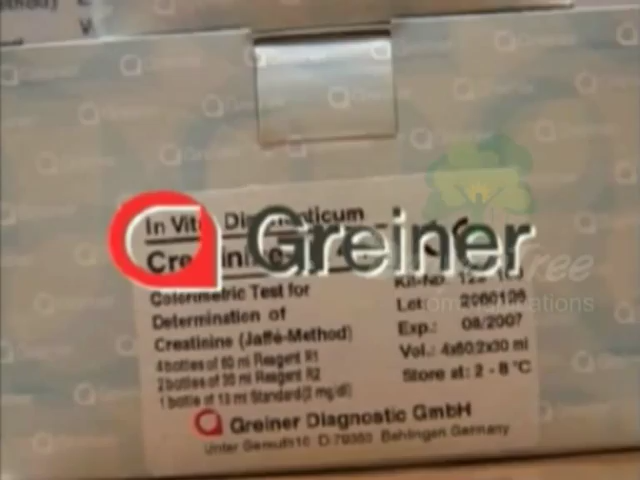 In Vitro Diagnosticum
Greiner
Colorimetric Test for
Determination of
Creatinine (Jaffé-Method)
4 bottles of 60 ml Reagent R1
2 bottles of 30 ml Reagent R2
1 bottle of 10 ml Standard (2 mg/dl)
Kit-No.
Lot: 2060126
Exp.: 08/2007
Vol.: 4x60/2x30 ml
Store at: 2 - 8 °C
Greiner Diagnostic GmbH
Bahlingen Germany
Tree